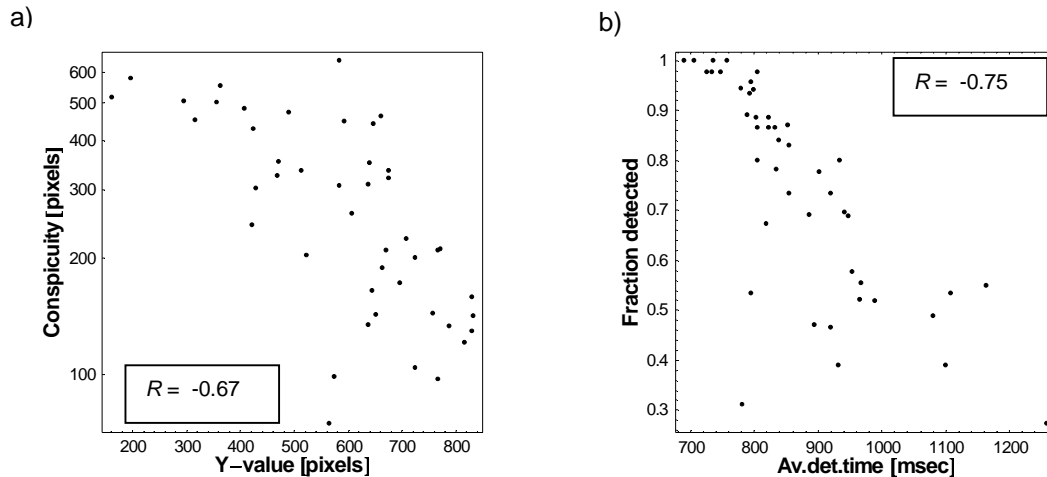 a)
Conspicuity [pixels]
600
500
400
300
200
100
R = -0.67
200 300 400 500 600 700 800
Y–value [pixels]
b)
Fraction detected
1
0.9
0.8
0.7
0.6
0.5
0.4
0.3
R = -0.75
700 800 900 1000 1100 1200
Av.det.time [msec]